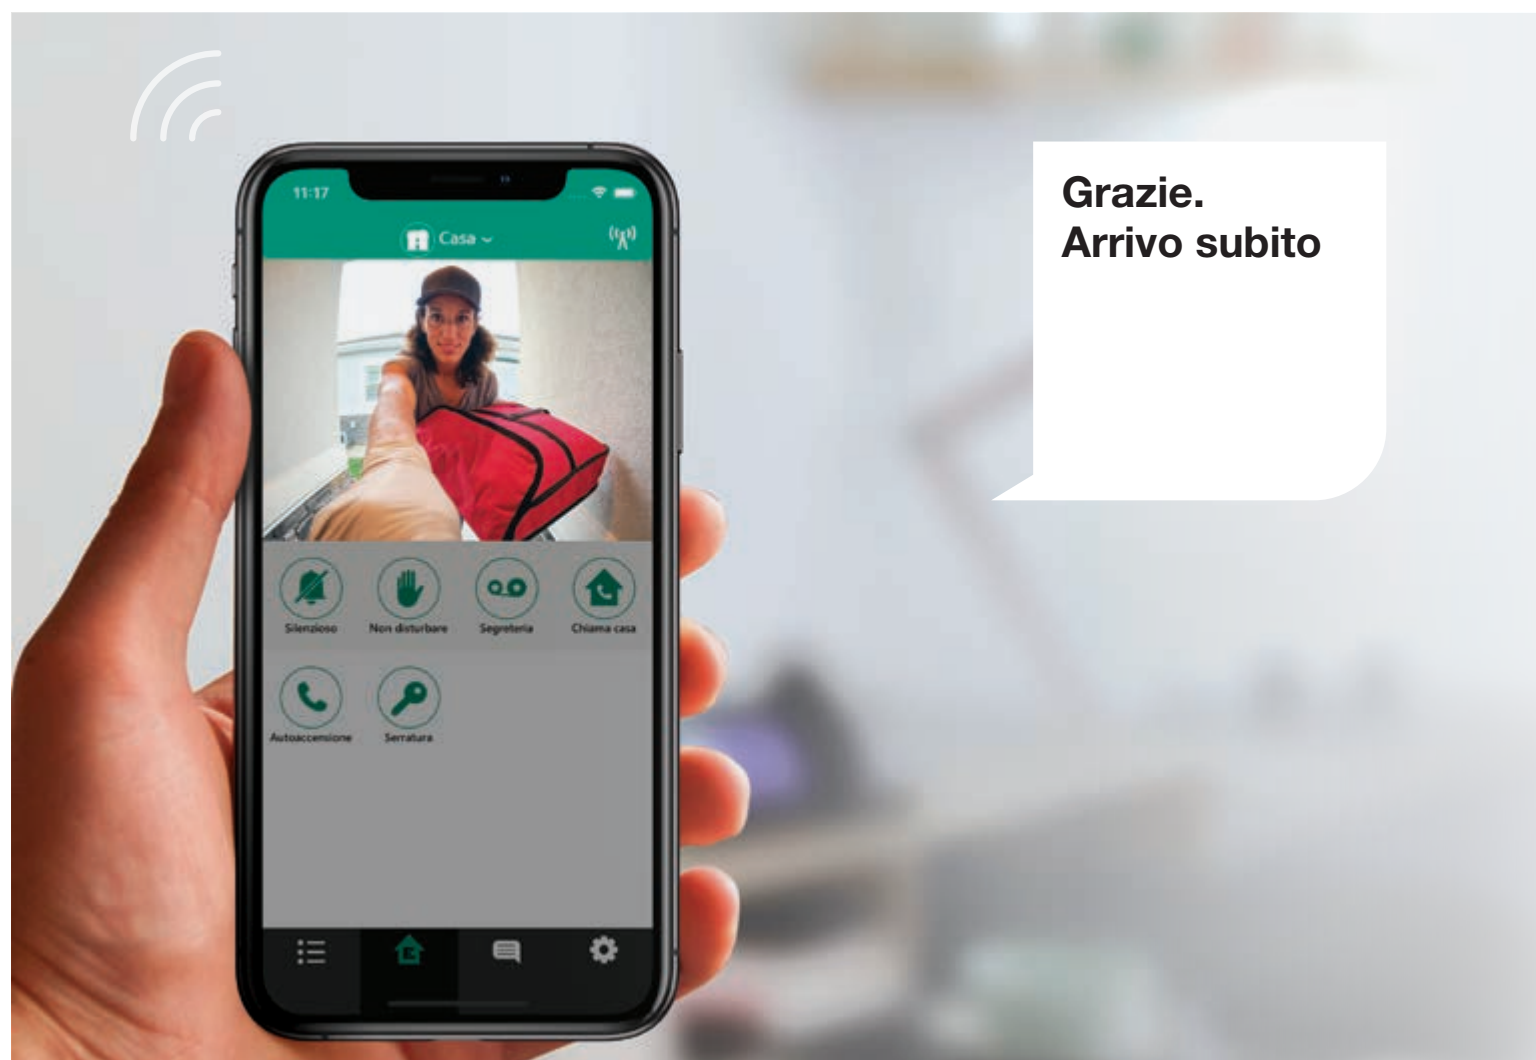 11:17
Casa
Grazie.
Arrivo subito
Silenzioso
Non disturbare
Segreteria
Chiama casa
Autoaccensione
Serratura